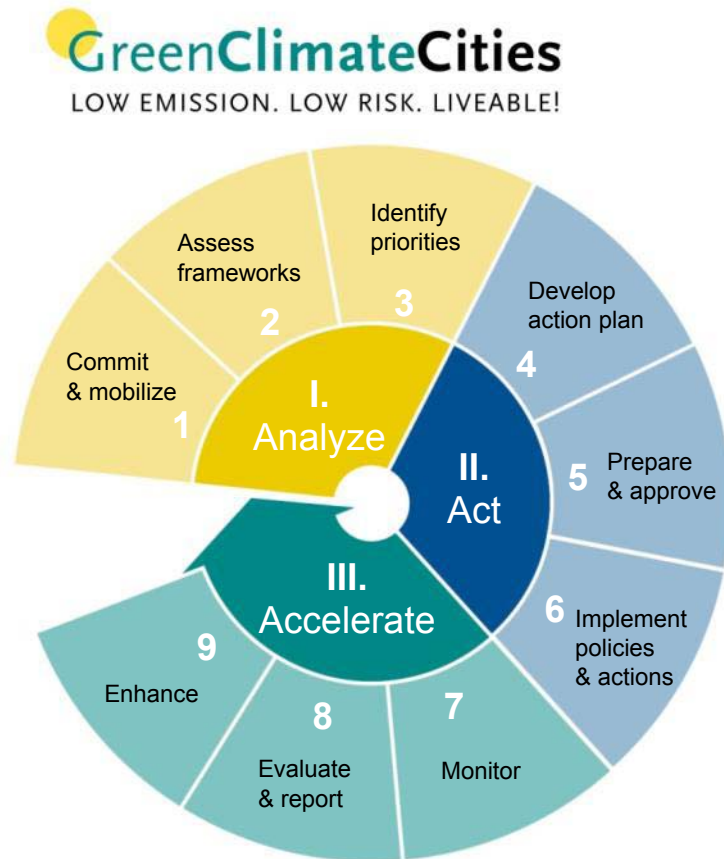 GreenClimateCities
LOW EMISSION. LOW RISK. LIVEABLE!
Commit
& mobilize
1
Assess
frameworks
2
Identify
priorities
3
I.
Analyze
Develop
action plan
4
5
Prepare
& approve
6
Implement
policies
& actions
II.
Act
7
Monitor
8
Evaluate
& report
9
Enhance
III.
Accelerate